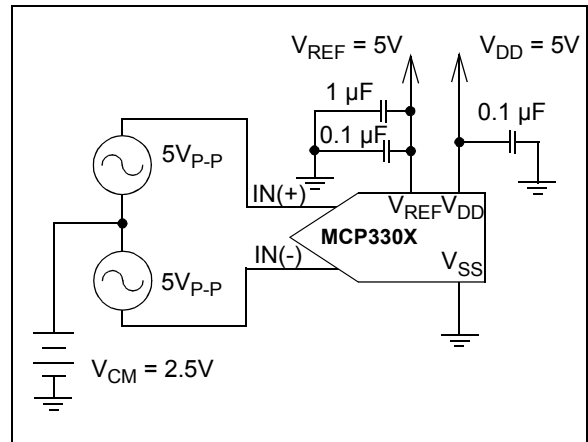 V_REF = 5V
V_DD = 5V
1 µF
0.1 µF
0.1 µF
5V_P-P
IN(+)
V_REF V_DD
MCP330X
V_SS
IN(-)
5V_P-P
V_CM = 2.5V